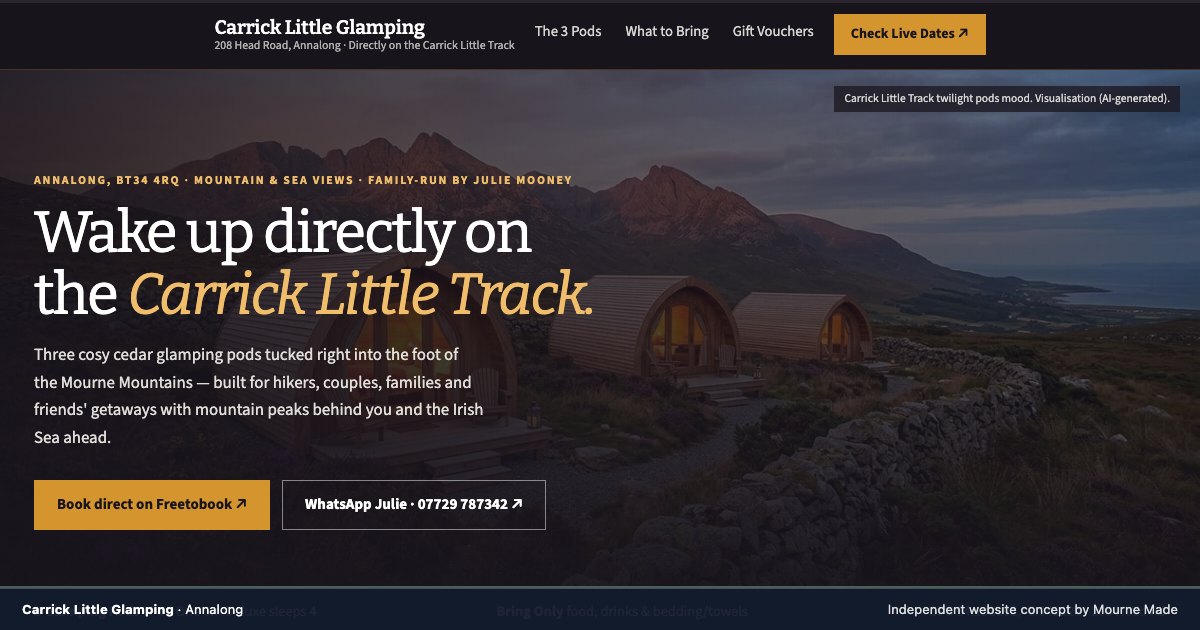 Carrick Little Glamping
208 Head Road, Annalong · Directly on the Carrick Little Track
The 3 Pods
What to Bring
Gift Vouchers
Check Live Dates ↗
Carrick Little Track twilight pods mood. Visualisation (AI-generated).
ANNALONG, BT34 4RQ · MOUNTAIN & SEA VIEWS · FAMILY-RUN BY JULIE MOONEY
Wake up directly on
the Carrick Little Track.
Three cosy cedar glamping pods tucked right into the foot of
the Mourne Mountains — built for hikers, couples, families and
friends' getaways with mountain peaks behind you and the Irish
Sea ahead.
Book direct on Freetobook ↗
WhatsApp Julie · 07729 787342 ↗
Carrick Little Glamping · Annalong
sleeps 4
Bring Only food, drinks & bedding/towels
Independent website concept by Mourne Made